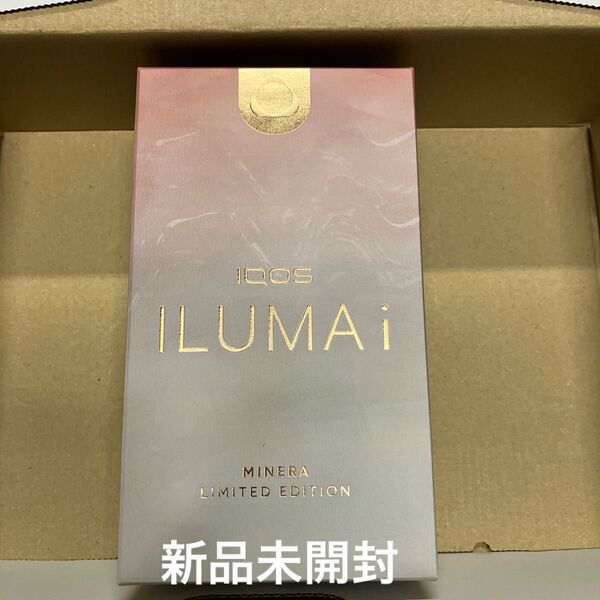 IQOS
ILUMA i
MINERA
LIMITED EDITION
新品未開封